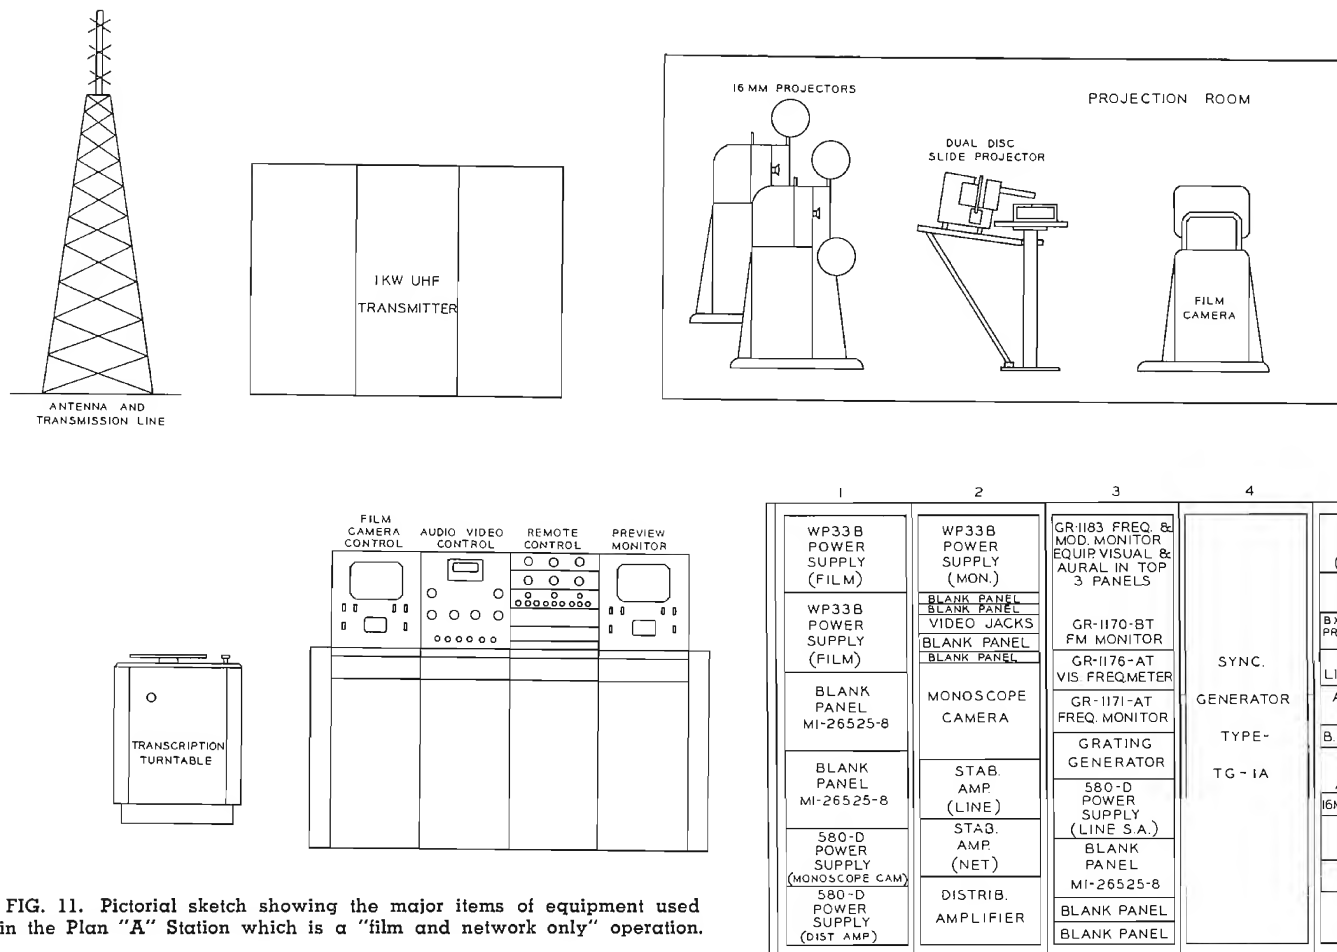 16 MM PROJECTORS
PROJECTION ROOM
DUAL DISC
SLIDE PROJECTOR
1KW UHF
TRANSMITTER
FILM
CAMERA
ANTENNA AND
TRANSMISSION LINE
FILM
CAMERA
CONTROL
AUDIO VIDEO
CONTROL
REMOTE
CONTROL
PREVIEW
MONITOR
TRANSCRIPTION
TURNTABLE
1
WP33B
POWER
SUPPLY
(FILM)
WP33B
POWER
SUPPLY
(FILM)
BLANK
PANEL
MI-26525-8
BLANK
PANEL
MI-26525-8
580-D
POWER
SUPPLY
(MONOSCOPE CAM)
580-D
POWER
SUPPLY
(DIST AMP)
2
WP33B
POWER
SUPPLY
(MON.)
BLANK PANEL
BLANK PANEL
VIDEO JACKS
BLANK PANEL
BLANK PANEL
MONOSCOPE
CAMERA
STAB.
AMP.
(LINE)
STAB.
AMP.
(NET)
DISTRIB.
AMPLIFIER
3
GR-1183 FREQ. &
MOD. MONITOR
EQUIP. VISUAL &
AURAL IN TOP
3 PANELS
GR-1170-BT
FM MONITOR
GR-1176-AT
VIS. FREQ.METER
GR-1171-AT
FREQ. MONITOR
GRATING
GENERATOR
580-D
POWER
SUPPLY
(LINE S.A.)
BLANK
PANEL
MI-26525-8
BLANK PANEL
BLANK PANEL
4
SYNC.
GENERATOR
TYPE-
TG-1A
FIG. 11. Pictorial sketch showing the major items of equipment used
in the Plan "A" Station which is a "film and network only" operation.